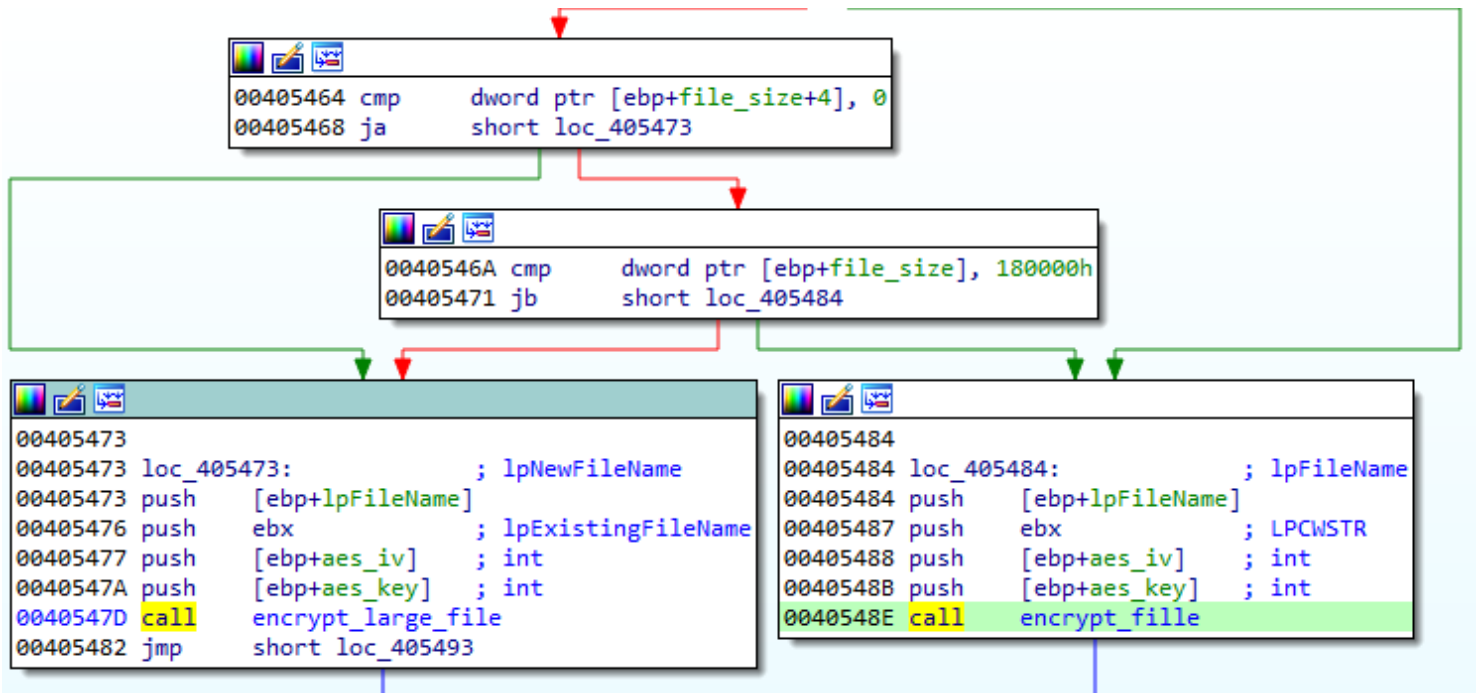 00405464 cmp dword ptr [ebp+file_size+4], 0
00405468 ja short loc_405473
0040546A cmp dword ptr [ebp+file_size], 180000h
00405471 jb short loc_405484
00405473
00405473 loc_405473: ; lpNewFileName
00405473 push [ebp+lpFileName]
00405476 push ebx ; lpExistingFileName
00405477 push [ebp+aes_iv] ; int
0040547A push [ebp+aes_key] ; int
0040547D call encrypt_large_file
00405482 jmp short loc_405493
00405484
00405484 loc_405484: ; lpFileName
00405484 push [ebp+lpFileName]
00405487 push ebx ; LPCWSTR
00405488 push [ebp+aes_iv] ; int
0040548B push [ebp+aes_key] ; int
0040548E call encrypt_fille